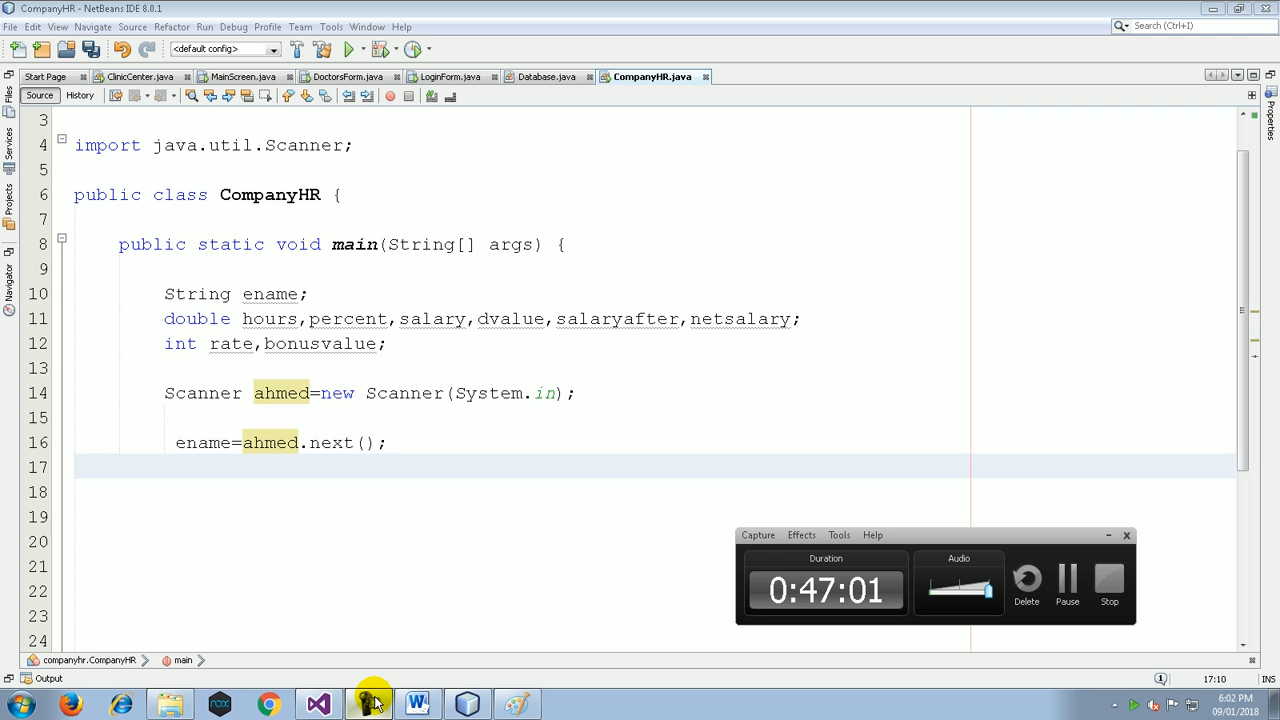 CompanyHR - NetBeans IDE 8.0.1
File Edit View Navigate Source Refactor Run Debug Profile Team Tools Window Help
Search (Ctrl+I)
<default config>
Start Page ClinicCenter.java MainScreen.java DoctorsForm.java LoginForm.java Database.java CompanyHR.java
Source History
Files
Services
Projects
Navigator
Properties
3
4 import java.util.Scanner;
5
6 public class CompanyHR {
7
8 public static void main(String[] args) {
9
10 String ename;
11 double hours,percent,salary,dvalue,salaryafter,netsalary;
12 int rate,bonusvalue;
13
14 Scanner ahmed=new Scanner(System.in);
15
16 ename=ahmed.next();
17
18
19
20
21
22
23
24
Capture Effects Tools Help
Duration
0:47:01
Audio
Delete Pause Stop
companyhr.CompanyHR main
Output
1
17:10 INS
6:02 PM
09/01/2018